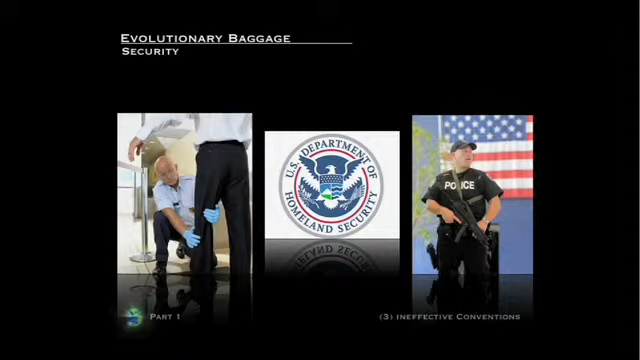 Evolutionary Baggage
Security
U.S. DEPARTMENT OF
HOMELAND SECURITY
POLICE
Part 1
(3) Ineffective Conventions